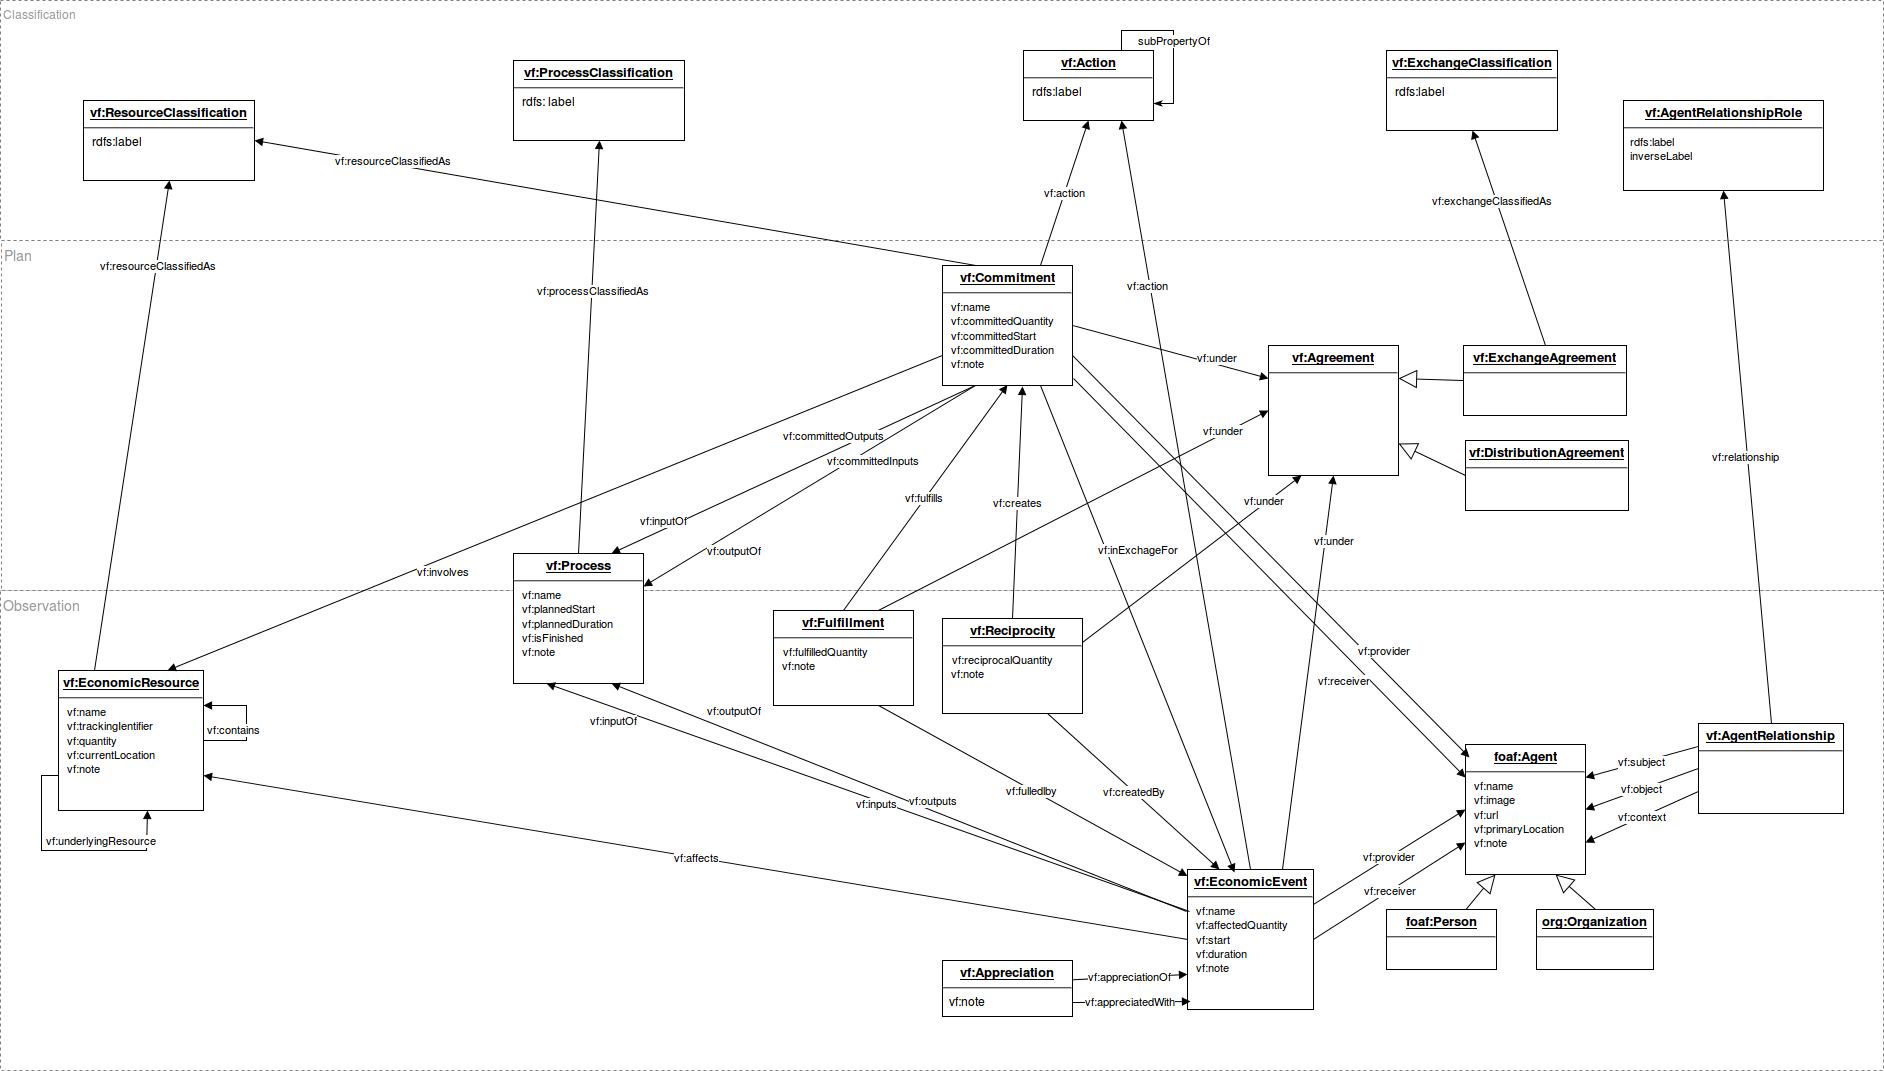 Classification
subPropertyOf
vf:Action
rdfs:label
vf:ProcessClassification
rdfs: label
vf:ExchangeClassification
rdfs:label
vf:ResourceClassification
rdfs:label
vf:AgentRelationshipRole
rdfs:label
inverseLabel
vf:resourceClassifiedAs
vf:action
vf:exchangeClassifiedAs
Plan
vf:resourceClassifiedAs
vf:processClassifiedAs
vf:action
vf:Commitment
vf:name
vf:committedQuantity
vf:committedStart
vf:committedDuration
vf:note
vf:under
vf:Agreement
vf:ExchangeAgreement
vf:under
vf:DistributionAgreement
vf:relationship
vf:committedOutputs
vf:committedInputs
vf:fulfills
vf:creates
vf:under
vf:inputOf
vf:outputOf
vf:inExchageFor
vf:under
vf:involves
vf:Process
vf:name
vf:plannedStart
vf:plannedDuration
vf:isFinished
vf:note
Observation
vf:Fulfillment
vf:fulfilledQuantity
vf:note
vf:Reciprocity
vf:reciprocalQuantity
vf:note
vf:provider
vf:receiver
vf:EconomicResource
vf:name
vf:trackingIentifier
vf:quantity
vf:currentLocation
vf:note
vf:contains
vf:underlyingResource
vf:inputOf
vf:outputOf
vf:AgentRelationship
vf:subject
vf:object
vf:context
foaf:Agent
vf:name
vf:image
vf:url
vf:primaryLocation
vf:note
vf:inputs
vf:outputs
vf:fulledIby
vf:createdBy
vf:affects
vf:provider
vf:receiver
vf:EconomicEvent
vf:name
vf:affectedQuantity
vf:start
vf:duration
vf:note
foaf:Person
org:Organization
vf:Appreciation
vf:note
vf:appreciationOf
vf:appreciatedWith